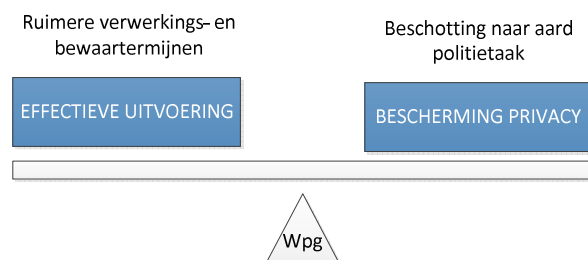 Ruimere verwerkings- en
bewaartermijnen
EFFECTIEVE UITVOERING
Beschotting naar aard
politietaak
BESCHERMING PRIVACY
Wpg